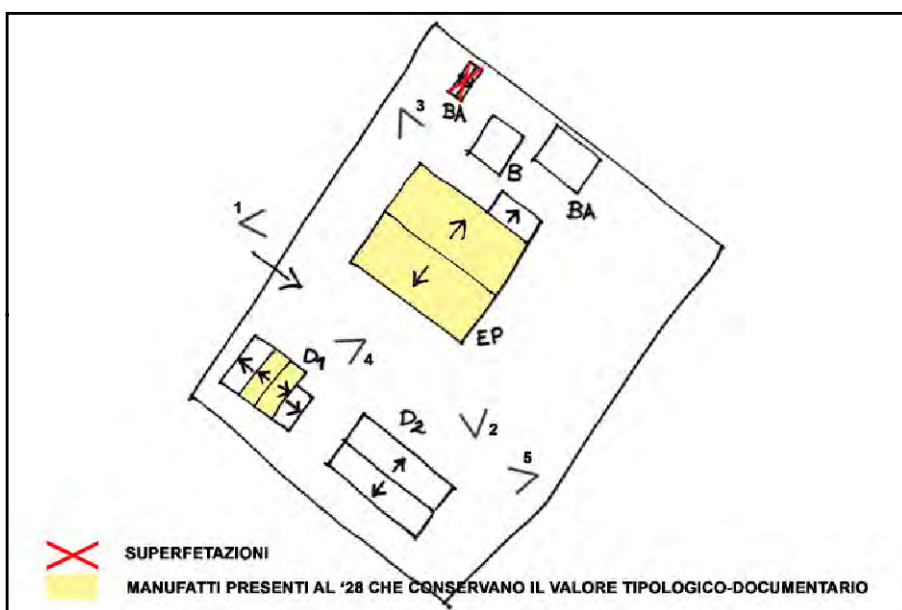 3
BA
B
BA
1
EP
D1
4
D2
2
5
SUPERFETAZIONI
MANUFATTI PRESENTI AL '28 CHE CONSERVANO IL VALORE TIPOLOGICO-DOCUMENTARIO